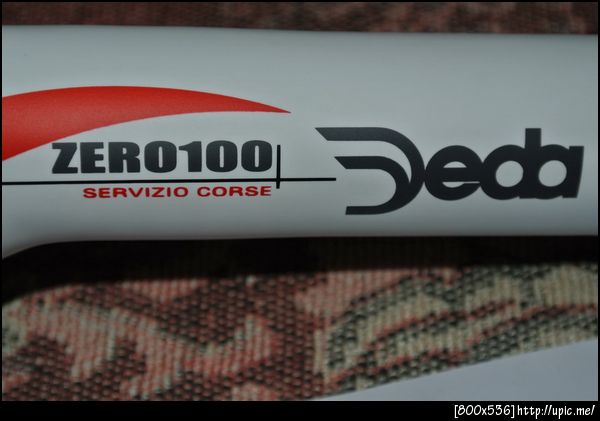 ZERO100
SERVIZIO CORSE
Deda
[800x536]http://upic.me/